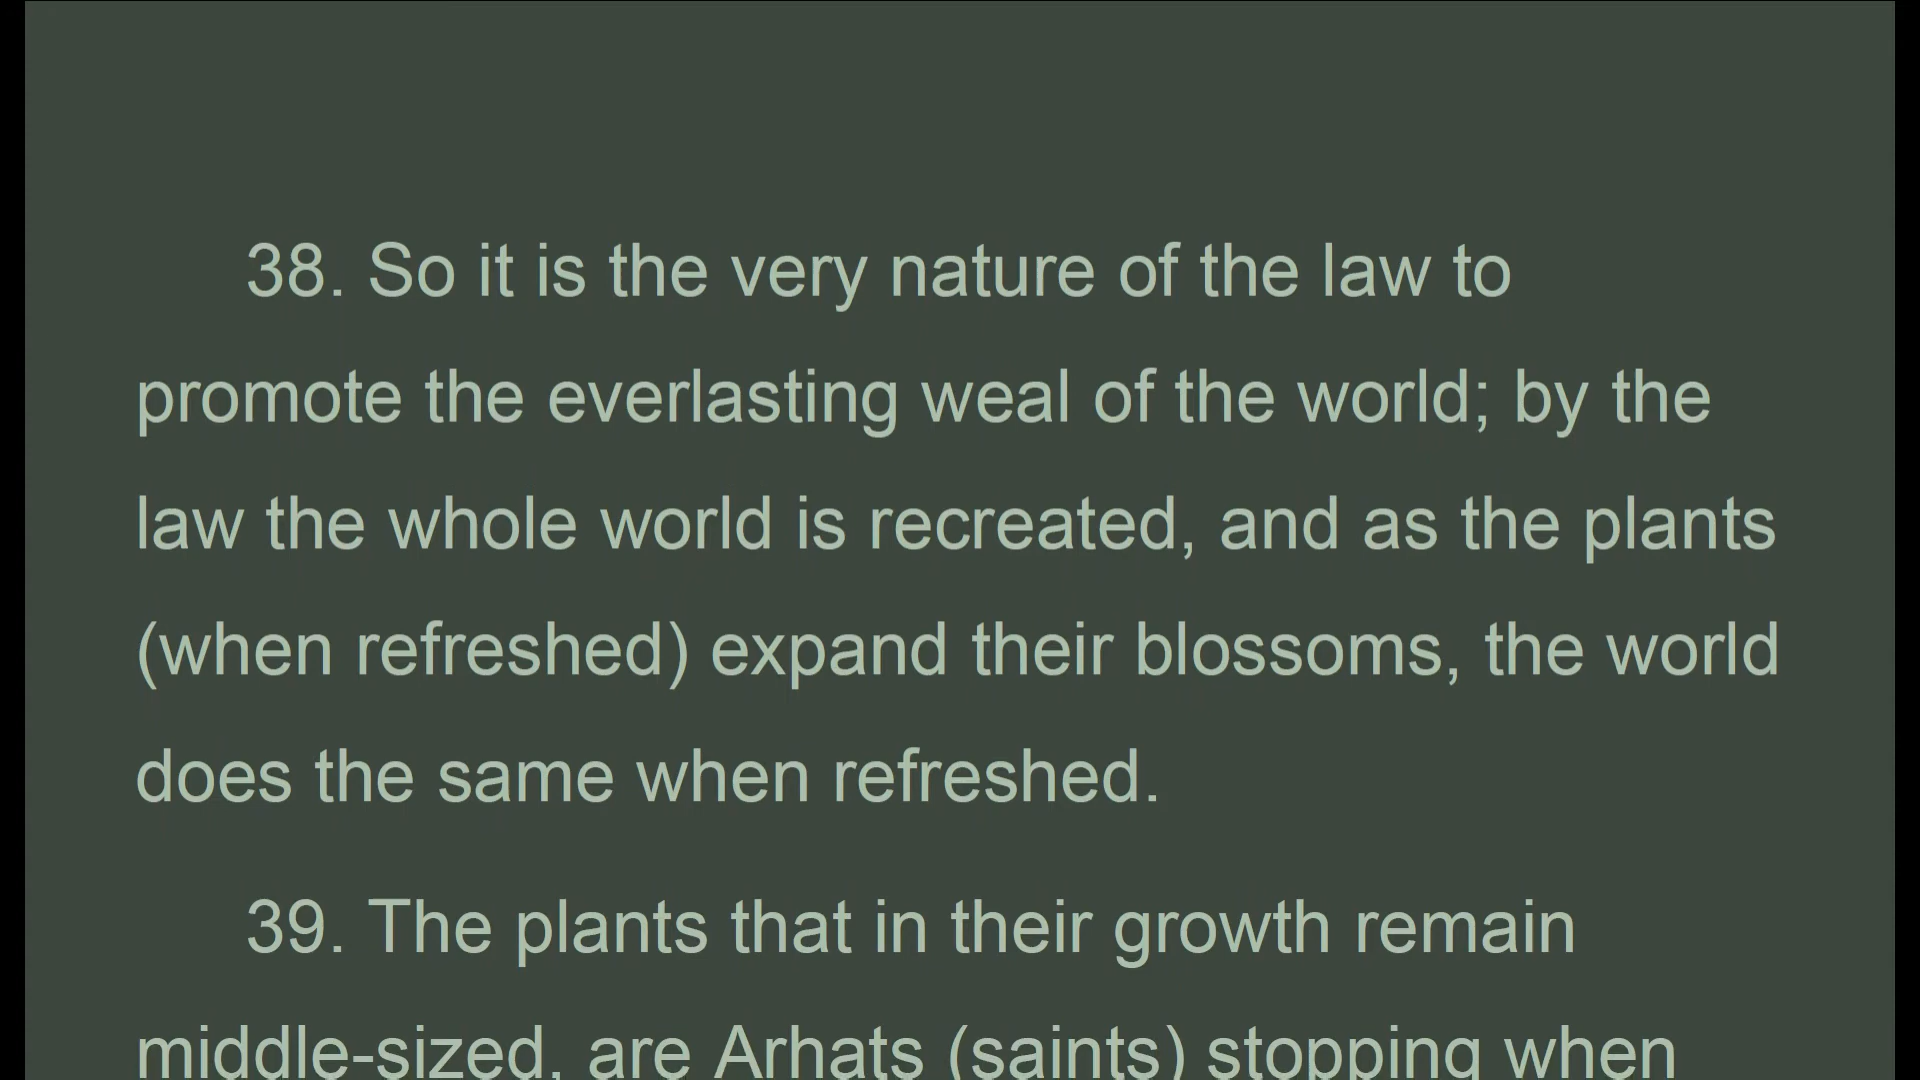 38. So it is the very nature of the law to
promote the everlasting weal of the world; by the
law the whole world is recreated, and as the plants
(when refreshed) expand their blossoms, the world
does the same when refreshed.
39. The plants that in their growth remain
middle-sized, are Arhats (saints) stopping when